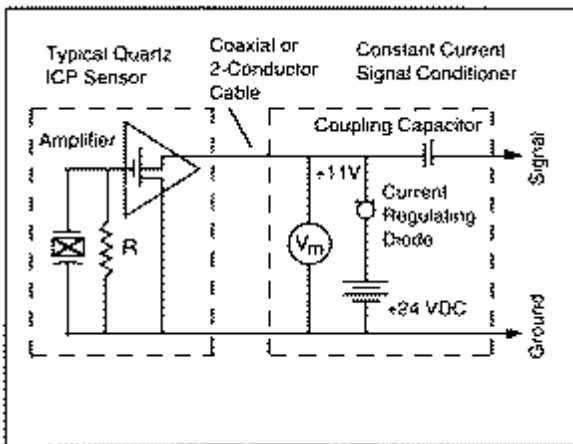 Typical Quartz
ICP Sensor
Coaxial or
2-Conductor
Cable
Constant Current
Signal Conditioner
Amplifier
Coupling Capacitor
+11V
Signal
Current
Regulating
Diode
R
Vm
+24 VDC
Ground